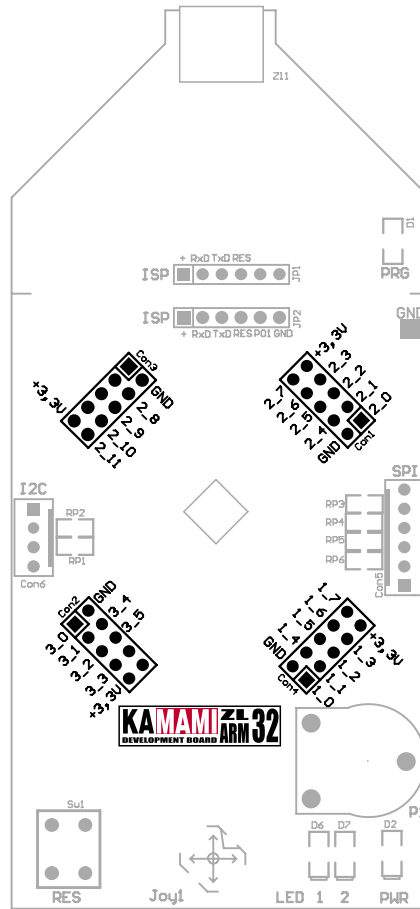 Z11
D1
+ RxD TxD RES
ISP
JP1
PRG
ISP
JP2
+ RxD TxD RES P01 GND
GND
Con3
+3,3V
GND
2_8
2_9
2_10
2_11
+3,3V
2_3
2_2
2_1
2_0
2_7
2_6
2_5
2_4
GND
Con1
I2C
RP2
RP1
Con6
SPI
RP3
RP4
RP5
RP6
Con5
Con2
GND
3_4
3_5
3_0
3_1
3_2
3_3
+3,3V
1_7
1_6
1_5
1_4
GND
+3,3V
1_3
1_2
1_1
1_0
Con4
KAMAMI ZL ARM 32
DEVELOPMENT BOARD
Sw1
RES
Joy1
D6
D7
D2
LED 1 2
PWR